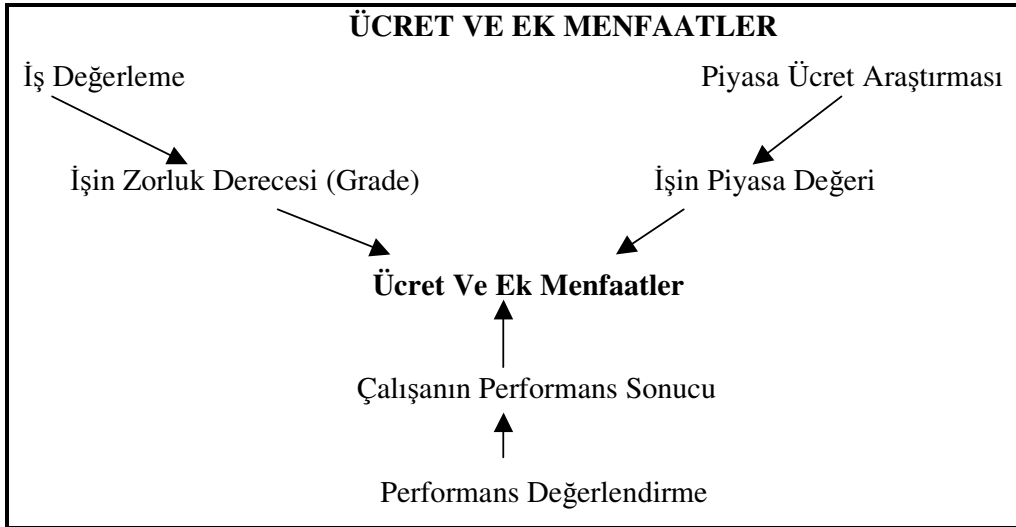 ÜCRET VE EK MENFAATLER
İş Değerleme
Piyasa Ücret Araştırması
İşin Zorluk Derecesi (Grade)
İşin Piyasa Değeri
Ücret Ve Ek Menfaatler
Çalışanın Performans Sonucu
Performans Değerlendirme